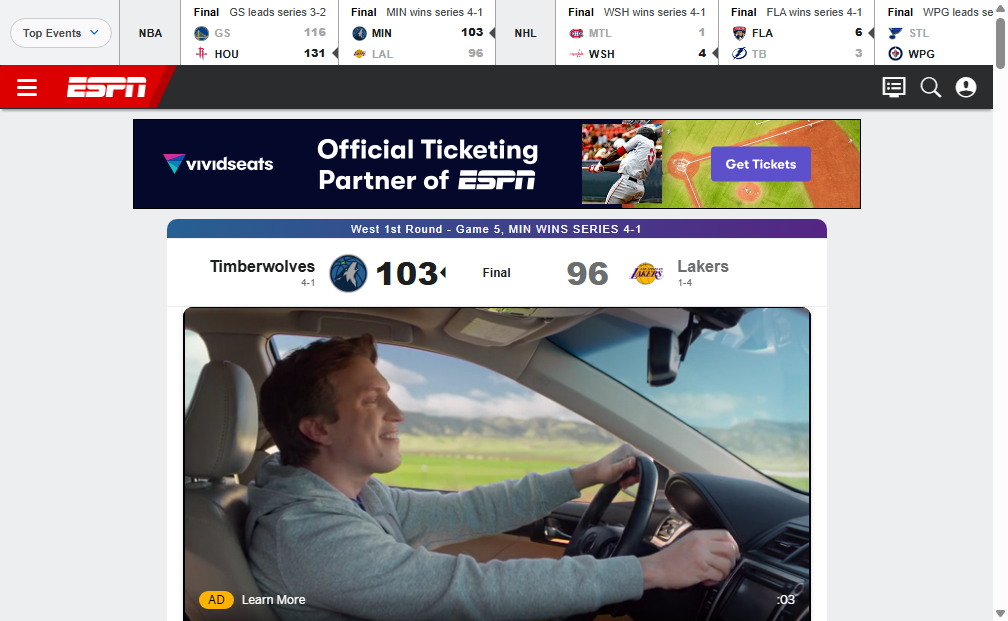 Top Events
NBA
Final GS leads series 3-2
GS 116
HOU 131
Final MIN wins series 4-1
MIN 103
LAL 96
NHL
Final WSH wins series 4-1
MTL 1
WSH 4
Final FLA wins series 4-1
FLA 6
TB 3
Final WPG leads se
STL
WPG
ESPN
vividseats
Official Ticketing
Partner of ESPN
Get Tickets
West 1st Round - Game 5, MIN WINS SERIES 4-1
Timberwolves 103 Final 96 Lakers
4-1 1-4
LAKERS
AD Learn More :03